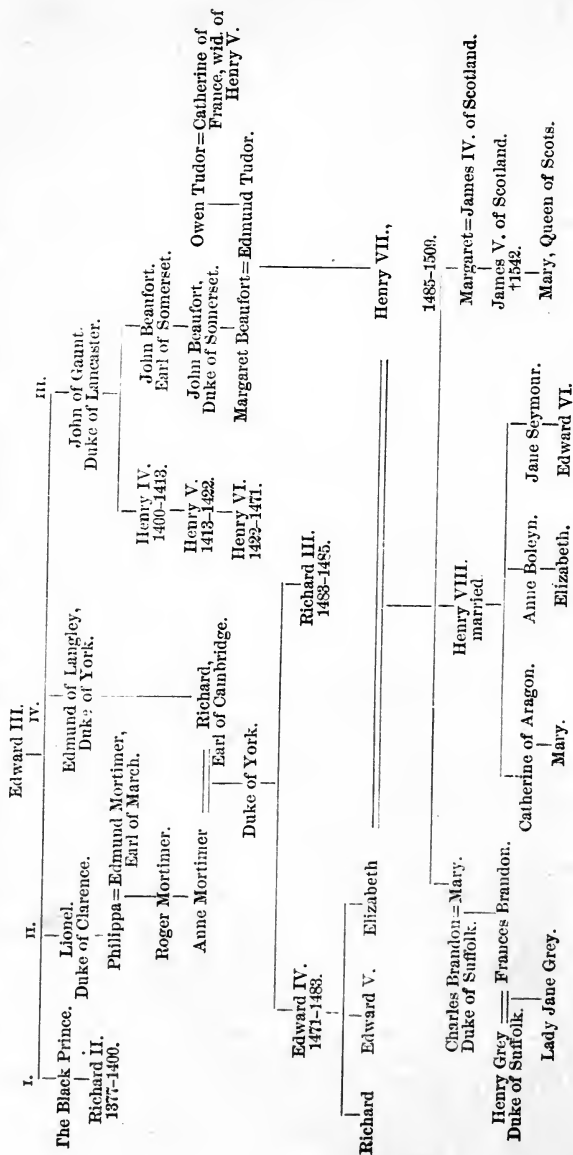 Edward III.
I.
II.
IV.
III.
The Black Prince.
Lionel.
Duke of Clarence.
Edmund of Langley,
Duke of York.
John of Gaunt.
Duke of Lancaster.
Richard II.
1377-1400.
Philippa=Edmund Mortimer,
Earl of March.
Henry IV.
1400-1413.
John Beaufort.
Earl of Somerset.
Owen Tudor=Catherine of
France, wid. of
Henry V.
Roger Mortimer.
Henry V.
1413-1422.
John Beaufort,
Duke of Somerset.
Anne Mortimer
Richard,
Earl of Cambridge.
Henry VI.
1422-1471.
Margaret Beaufort=Edmund Tudor.
Duke of York.
Edward IV.
1471-1483.
Richard III.
1483-1485.
Richard
Edward V.
Elizabeth
Henry VII.,
1485-1509.
Charles Brandon=Mary.
Duke of Suffolk.
Henry VIII.
married.
Margaret=James IV. of Scotland.
Henry Grey
Duke of Suffolk.
Frances Brandon.
James V. of Scotland.
†1542.
Lady Jane Grey.
Catherine of Aragon.
Anne Boleyn.
Jane Seymour.
Mary, Queen of Scots.
Mary.
Elizabeth.
Edward VI.